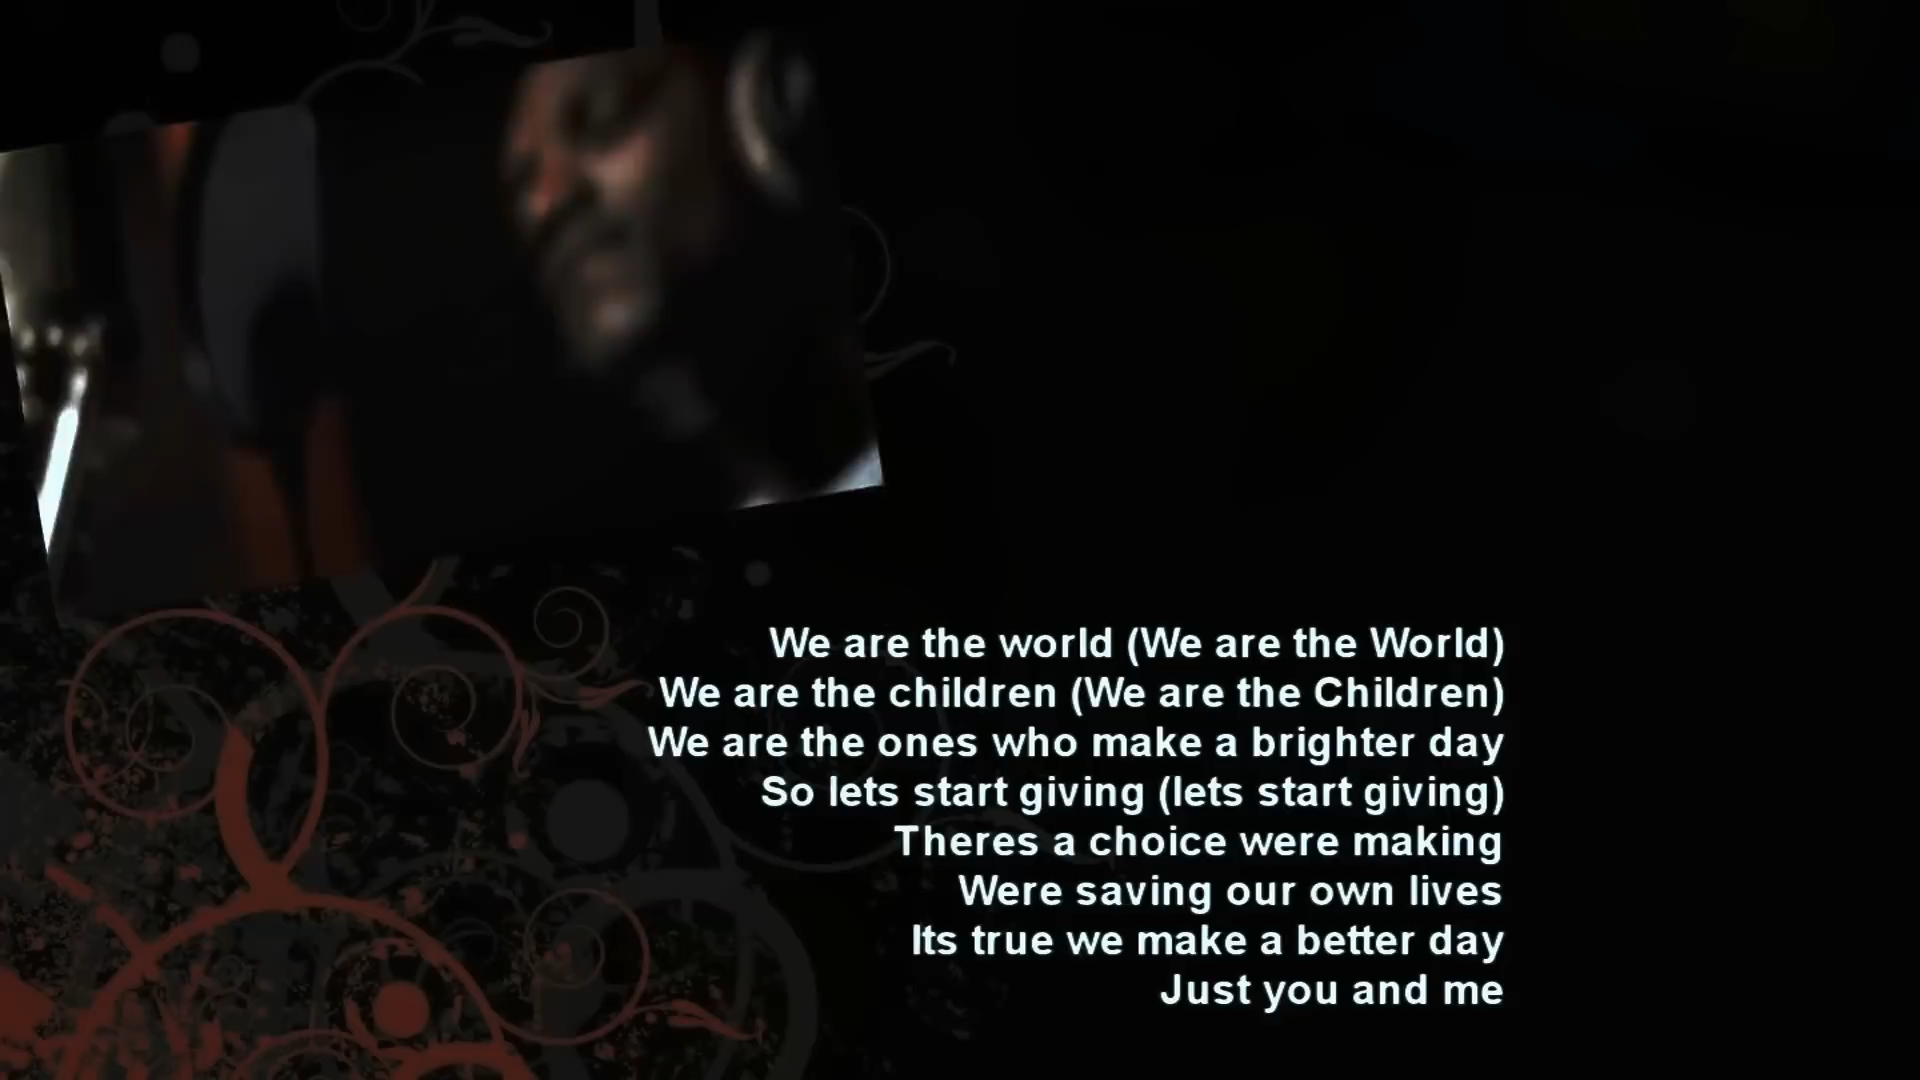 We are the world (We are the World)
We are the children (We are the Children)
We are the ones who make a brighter day
So lets start giving (lets start giving)
Theres a choice were making
Were saving our own lives
Its true we make a better day
Just you and me